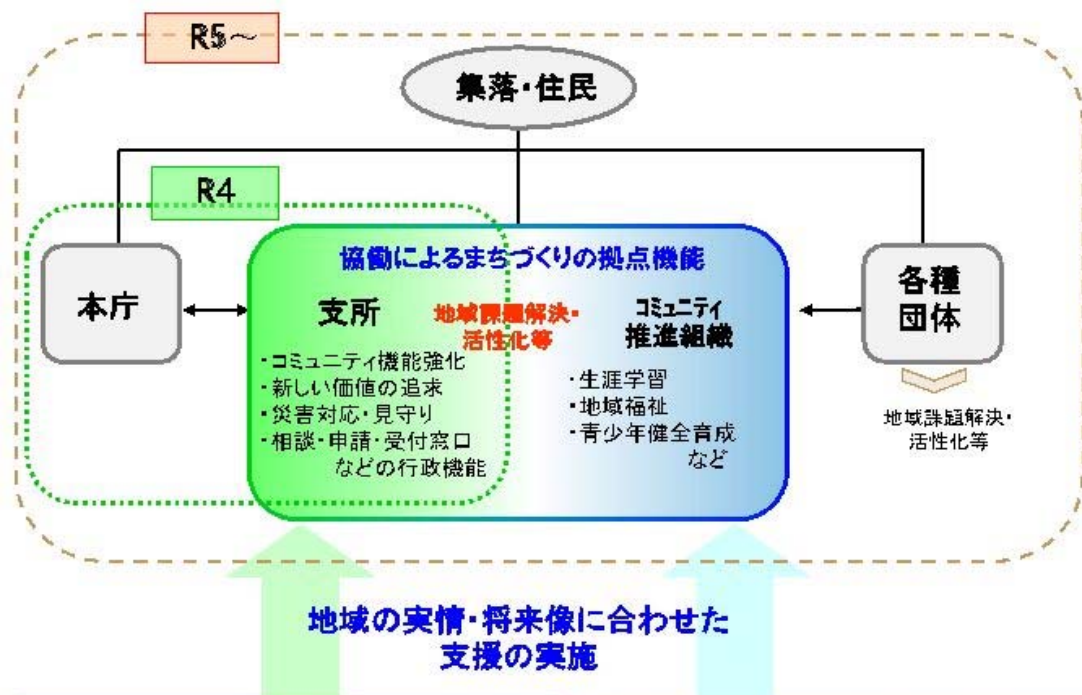 R5～
集落・住民
R4
協働によるまちづくりの拠点機能
本庁
支所
・コミュニティ機能強化
・新しい価値の追求
・災害対応・見守り
・相談・申請・受付窓口
などの行政機能
地域課題解決・
活性化等
コミュニティ
推進組織
・生涯学習
・地域福祉
・青少年健全育成
など
各種
団体
地域課題解決・
活性化等
地域の実情・将来像に合わせた
支援の実施